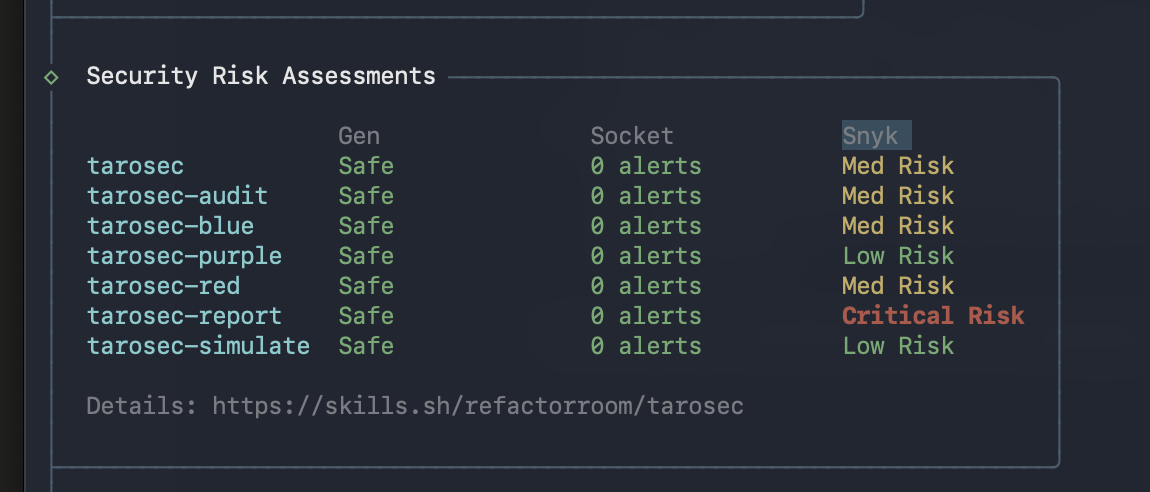 Security Risk Assessments
Gen Socket Snyk
tarosec Safe 0 alerts Med Risk
tarosec-audit Safe 0 alerts Med Risk
tarosec-blue Safe 0 alerts Med Risk
tarosec-purple Safe 0 alerts Low Risk
tarosec-red Safe 0 alerts Med Risk
tarosec-report Safe 0 alerts Critical Risk
tarosec-simulate Safe 0 alerts Low Risk
Details: https://skills.sh/refactorroom/tarosec